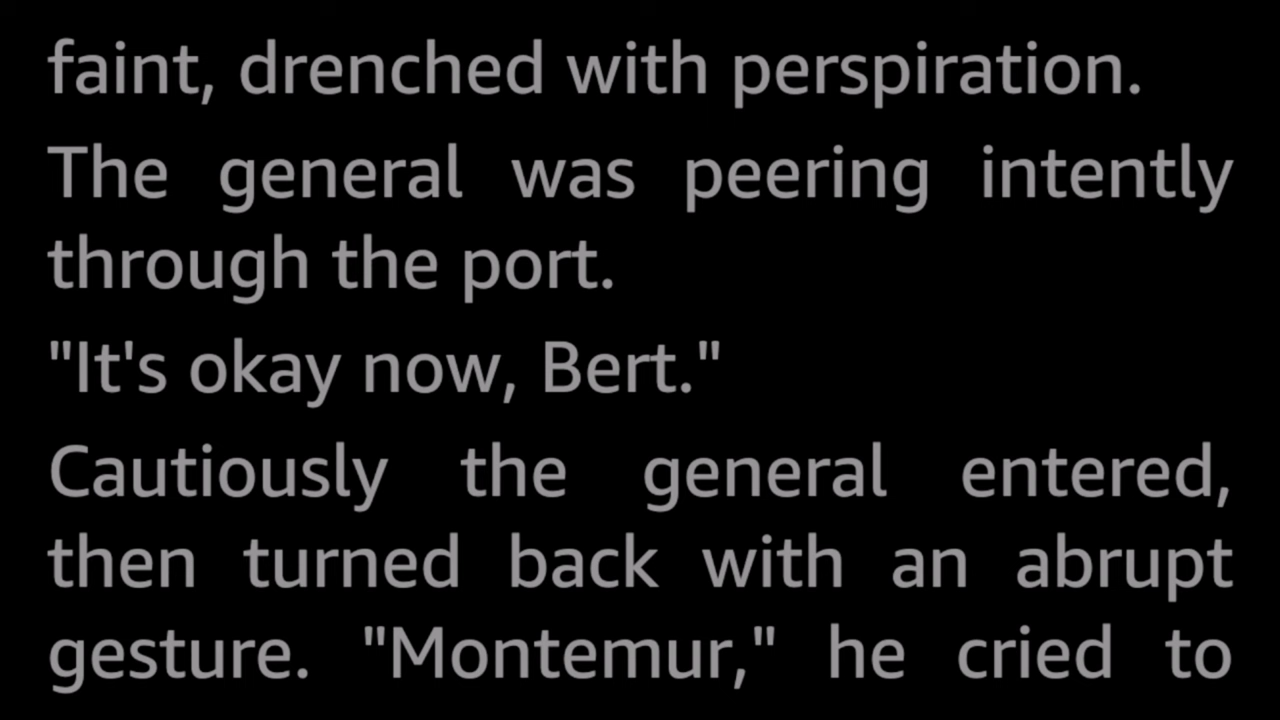 faint, drenched with perspiration.
The general was peering intently
through the port.
"It's okay now, Bert."
Cautiously the general entered,
then turned back with an abrupt
gesture. "Montemur," he cried to